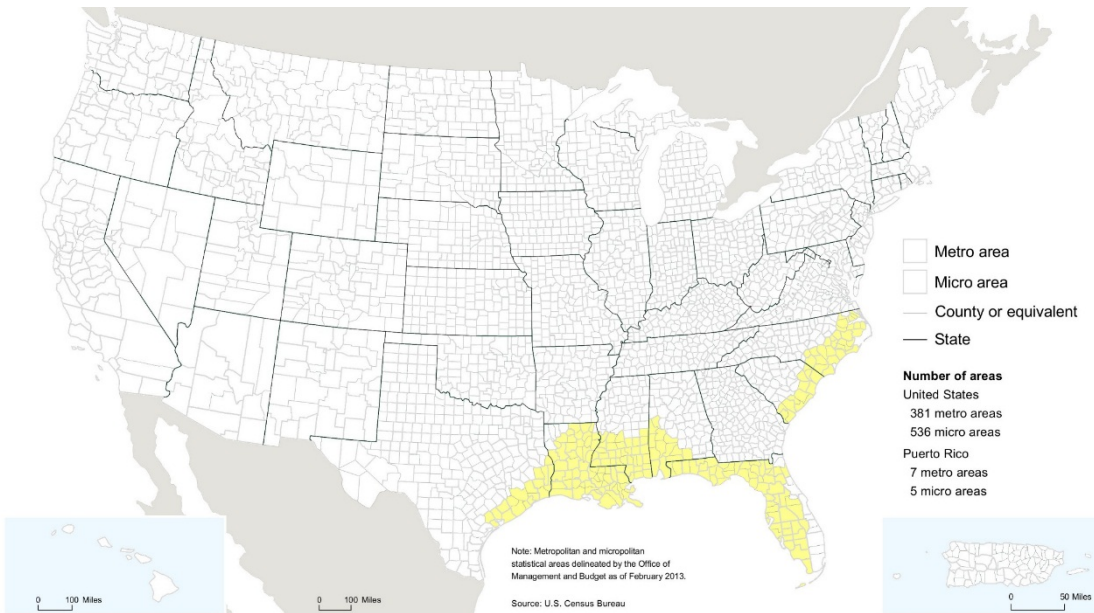 Metro area
Micro area
County or equivalent
State
Number of areas
United States
381 metro areas
536 micro areas
Puerto Rico
7 metro areas
5 micro areas
Note: Metropolitan and micropolitan
statistical areas delineated by the Office of
Management and Budget as of February 2013.
Source: U.S. Census Bureau
0 100 Miles
0 100 Miles
0 50 Miles